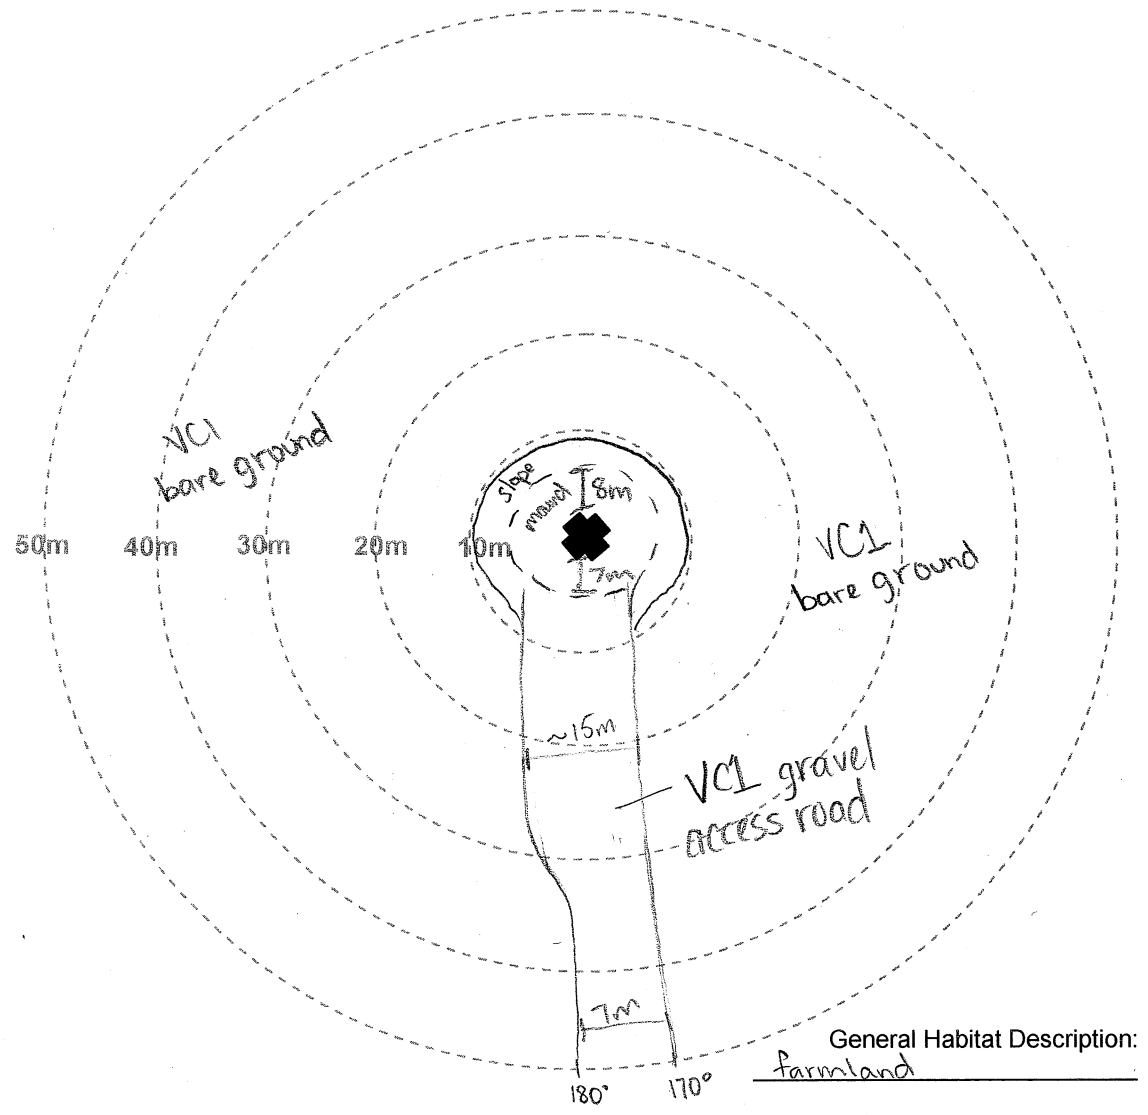 VC1
bare ground
slope
mound
8m
50m 40m 30m 20m 10m
7m
VC1
bare ground
~15m
VC1 gravel
access road
7m
General Habitat Description:
farmland
180°
170°